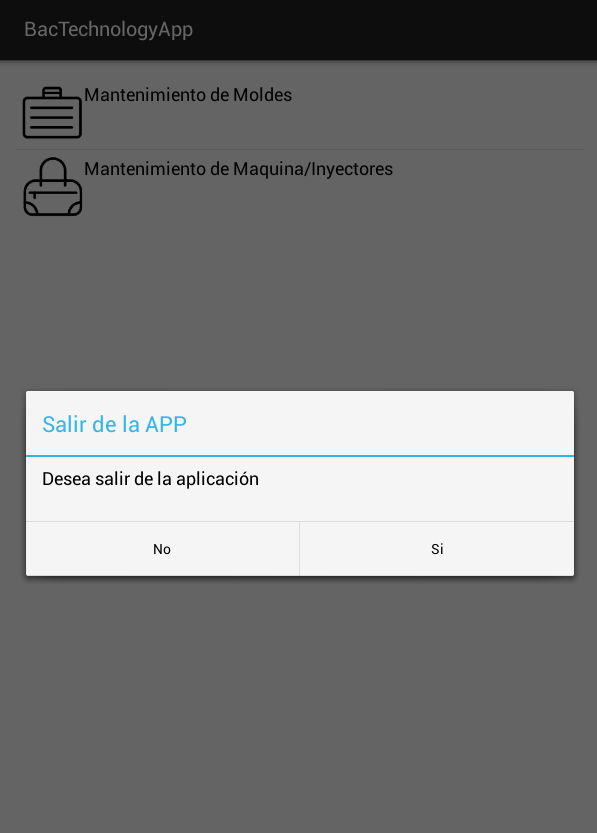 BacTechnologyApp
Mantenimiento de Moldes
Mantenimiento de Maquina/Inyectores
Salir de la APP
Desea salir de la aplicación
No
Si